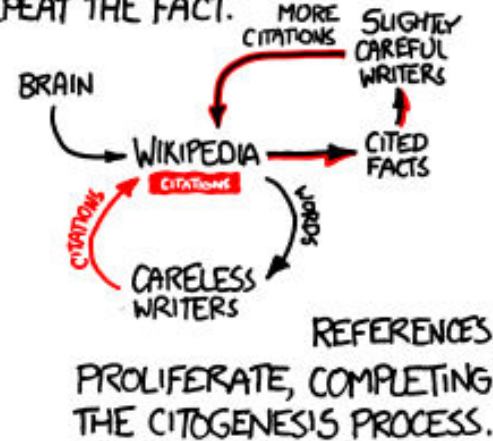 PEAT THE FACT.
MORE
CITATIONS
SLIGHTLY
CAREFUL
WRITERS
BRAIN
WIKIPEDIA
CITATIONS
CITED
FACTS
CITATIONS
WORDS
CARELESS
WRITERS
REFERENCES
PROLIFERATE, COMPLETING
THE CITOGENESIS PROCESS.